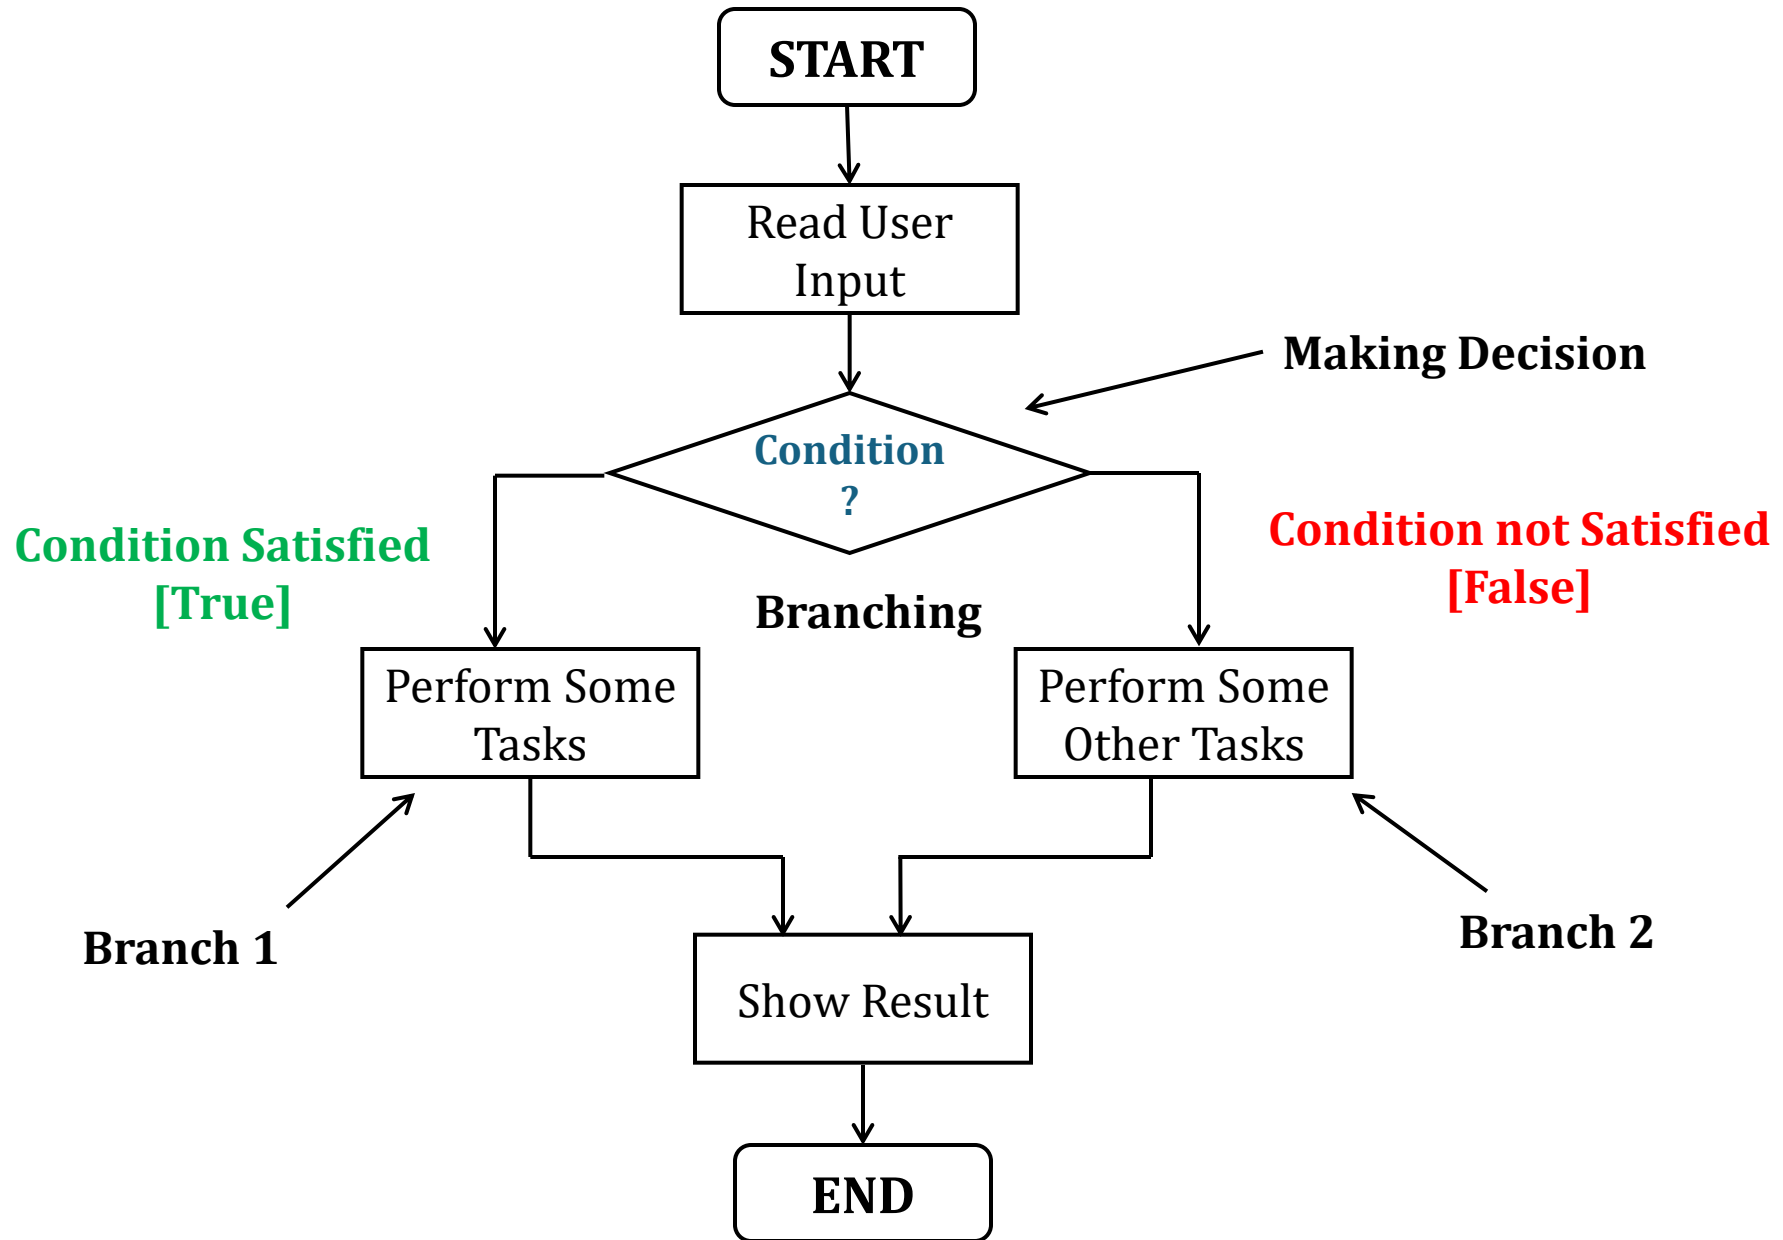 START
Read User
Input
Making Decision
Condition
?
Condition Satisfied
[True]
Condition not Satisfied
[False]
Branching
Perform Some
Tasks
Perform Some
Other Tasks
Branch 1
Branch 2
Show Result
END